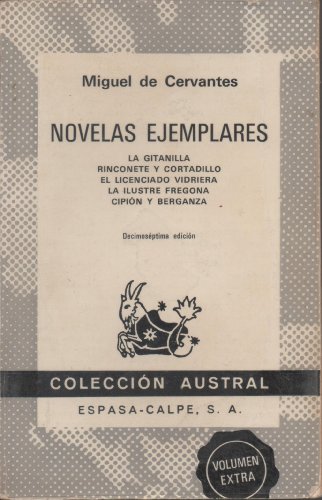 Miguel de Cervantes
NOVELAS EJEMPLARES
LA GITANILLA
RINCONETE Y CORTADILLO
EL LICENCIADO VIDRIERA
LA ILUSTRE FREGONA
CIPIÓN Y BERGANZA
Decimoséptima edición
COLECCIÓN AUSTRAL
ESPASA-CALPE, S. A.
VOLUMEN
EXTRA